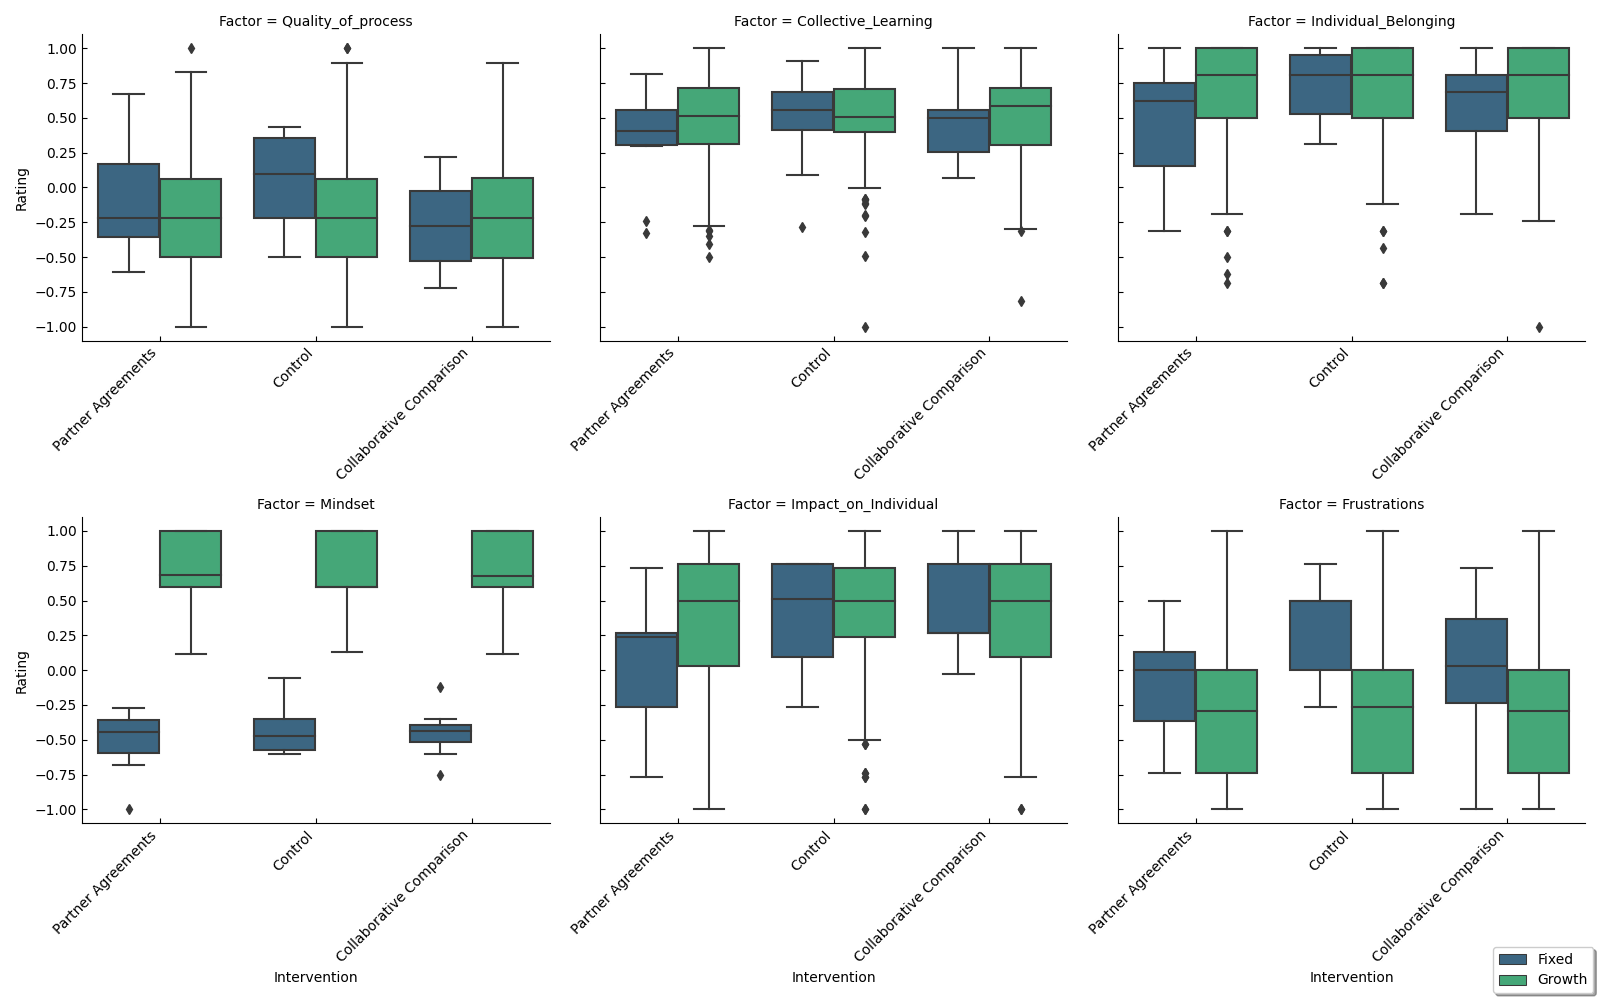 Factor = Quality_of_process
Factor = Collective_Learning
Factor = Individual_Belonging
1.00
0.75
0.50
0.25
0.00
−0.25
−0.50
−0.75
−1.00
Rating
Partner Agreements
Control
Collaborative Comparison
Partner Agreements
Control
Collaborative Comparison
Partner Agreements
Control
Collaborative Comparison
Factor = Mindset
Factor = Impact_on_Individual
Factor = Frustrations
1.00
0.75
0.50
0.25
0.00
−0.25
−0.50
−0.75
−1.00
Rating
Partner Agreements
Control
Collaborative Comparison
Partner Agreements
Control
Collaborative Comparison
Partner Agreements
Control
Collaborative Comparison
Intervention
Intervention
Intervention
Fixed
Growth